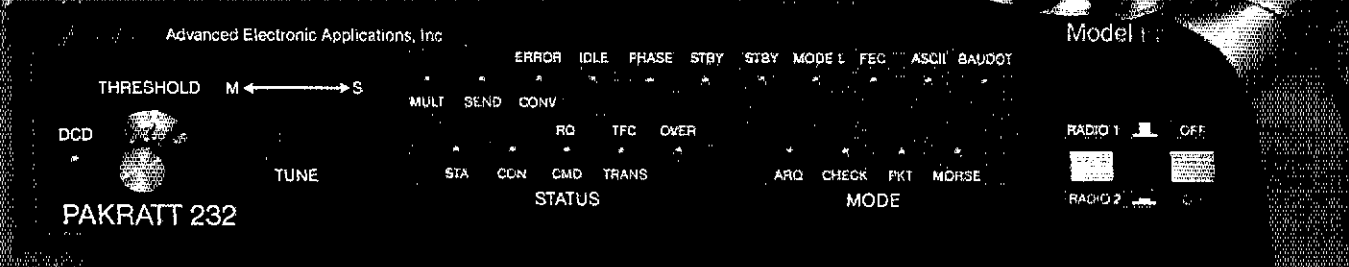 Advanced Electronic Applications, Inc
Model
ERROR IDLE PHASE STBY STBY MODE L FEC ASCII BAUDOT
THRESHOLD M S
MULT SEND CONV
RQ TFC OVER
DCD
RADIO 1 OFF
TUNE
STA CON CMD TRANS ARQ CHECK PKT MORSE
STATUS MODE
RADIO 2
PAKRATT 232